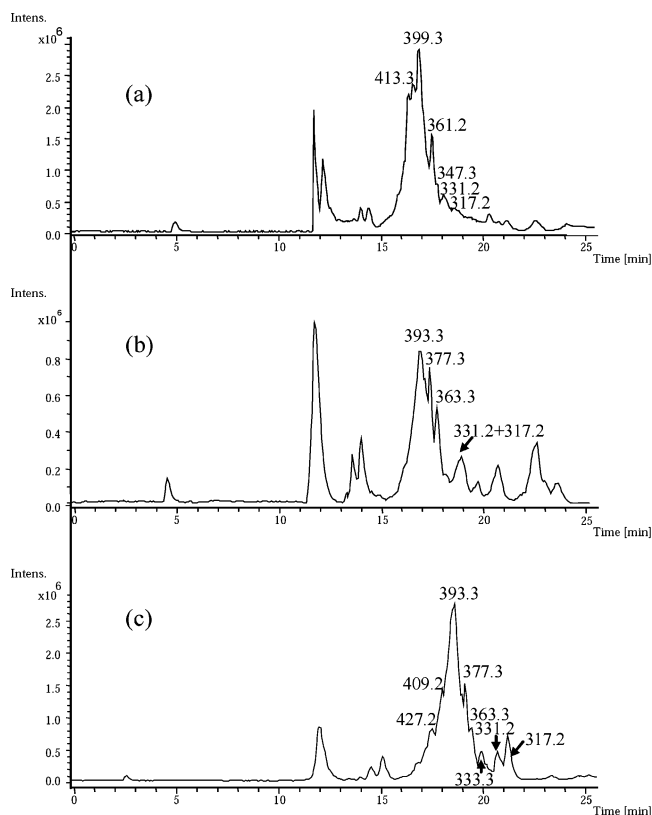 Intens.
x10^6
399.3
413.3
2.5
(a)
2.0
361.2
1.5
347.3
1.0
331.2
317.2
0.5
0.0
0 5 10 15 20 25
Time [min]
Intens.
x10^6
1.0
(b)
393.3
377.3
0.8
363.3
0.6
331.2+317.2
0.4
0.2
0.0
0 5 10 15 20 25
Time [min]
Intens.
x10^6
393.3
2.5
(c)
2.0
377.3
409.2
1.5
363.3
427.2
331.2
1.0
317.2
0.5
333.3
0.0
0 5 10 15 20 25
Time [min]